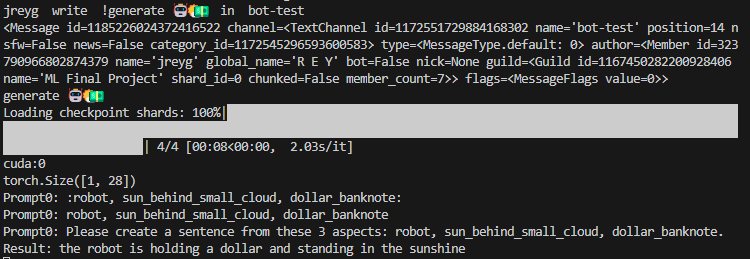 jreyg  write  !generate 🤖🌤💵  in  bot-test
<Message id=1185226024372416522 channel=<TextChannel id=1172551729884168302 name='bot-test' position=14 n
sfw=False news=False category_id=1172545296593600583> type=<MessageType.default: 0> author=<Member id=323
790966802874379 name='jreyg' global_name='R E Y' bot=False nick=None guild=<Guild id=1167450282200928406
name='ML Final Project' shard_id=0 chunked=False member_count=7>> flags=<MessageFlags value=0>>
generate 🤖🌤💵
Loading checkpoint shards: 100%|
| 4/4 [00:08<00:00,  2.03s/it]
cuda:0
torch.Size([1, 28])
Prompt0: :robot, sun_behind_small_cloud, dollar_banknote:
Prompt0: robot, sun_behind_small_cloud, dollar_banknote
Prompt0: Please create a sentence from these 3 aspects: robot, sun_behind_small_cloud, dollar_banknote.
Result: the robot is holding a dollar and standing in the sunshine